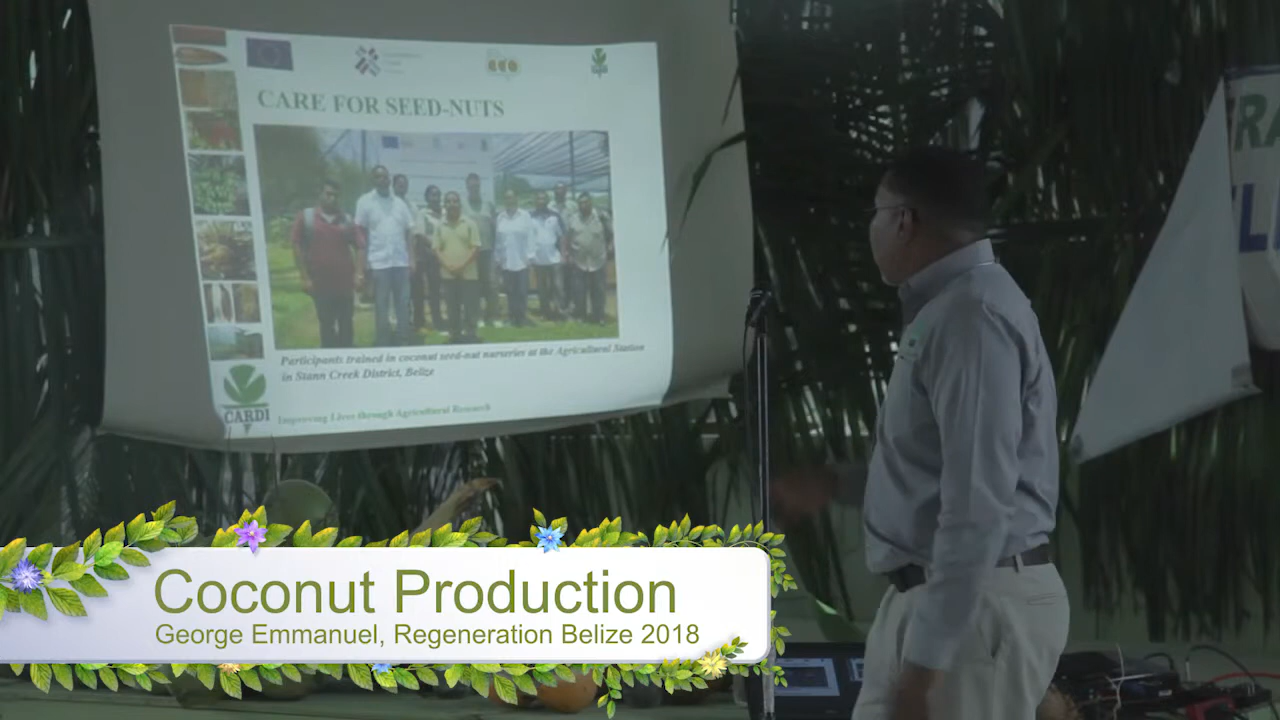 CARE FOR SEED-NUTS
Participants trained in coconut seed-nut nurseries at the Agricultural Station
in Stann Creek District, Belize
CARDI
Improving Lives through Agricultural Research
RA
Coconut Production
George Emmanuel, Regeneration Belize 2018